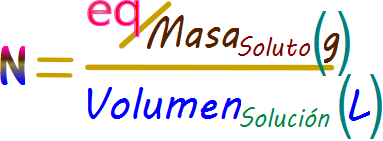 N = eq/Masa Soluto (g)
Volumen Solución (L)